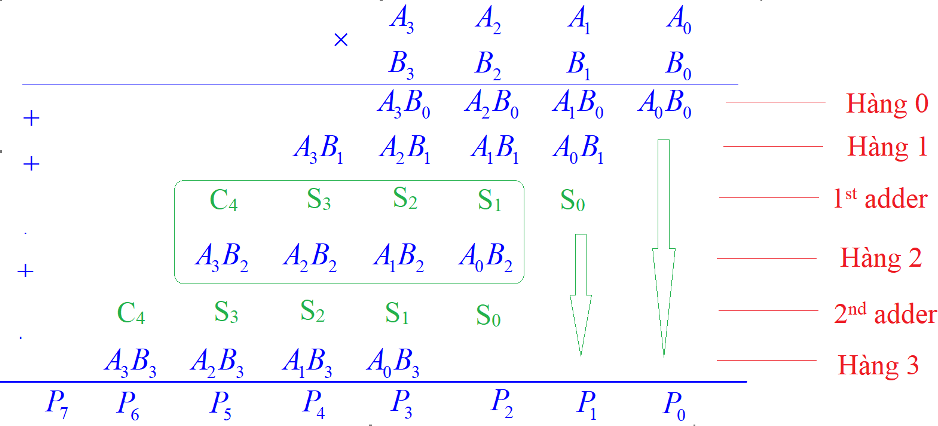 A₃ A₂ A₁ A₀
×
B₃ B₂ B₁ B₀
+ A₃B₀ A₂B₀ A₁B₀ A₀B₀ Hàng 0
+ A₃B₁ A₂B₁ A₁B₁ A₀B₁ Hàng 1
C₄ S₃ S₂ S₁ S₀ 1ˢᵗ adder
+ A₃B₂ A₂B₂ A₁B₂ A₀B₂ Hàng 2
C₄ S₃ S₂ S₁ S₀ 2ⁿᵈ adder
A₃B₃ A₂B₃ A₁B₃ A₀B₃ Hàng 3
P₇ P₆ P₅ P₄ P₃ P₂ P₁ P₀